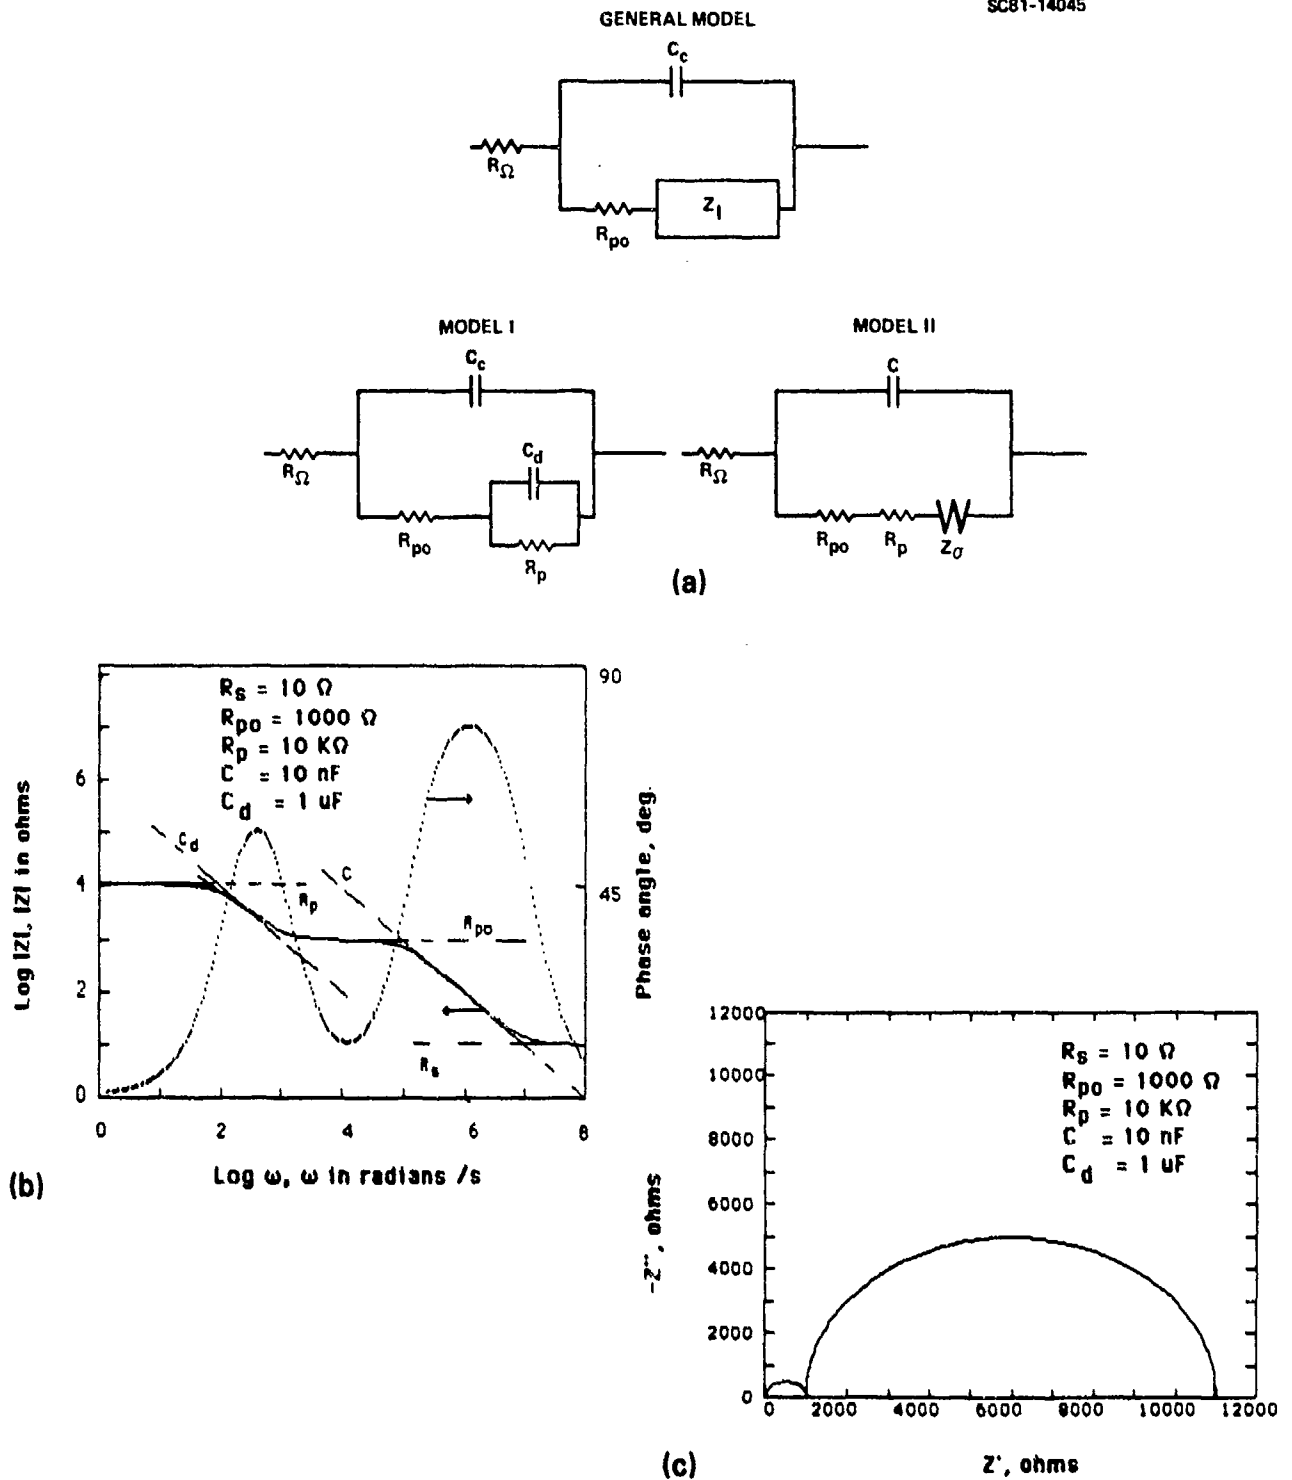 SC81-14045
GENERAL MODEL
Cc
RΩ
Rpo
ZI
MODEL I
Cc
RΩ
Cd
Rpo
Rp
MODEL II
C
RΩ
Rpo
Rp
Zσ
(a)
Rs = 10 Ω
Rpo = 1000 Ω
Rp = 10 KΩ
C = 10 nF
Cd = 1 uF
Cd
C
Rp
Rpo
Rs
Log |Z|, |Z| in ohms
6
4
2
0
0 2 4 6 8
90
45
Phase angle, deg.
Log ω, ω in radians /s
(b)
Rs = 10 Ω
Rpo = 1000 Ω
Rp = 10 KΩ
C = 10 nF
Cd = 1 uF
12000
10000
8000
6000
4000
2000
0
0 2000 4000 6000 8000 10000 12000
-Z'', ohms
Z', ohms
(c)